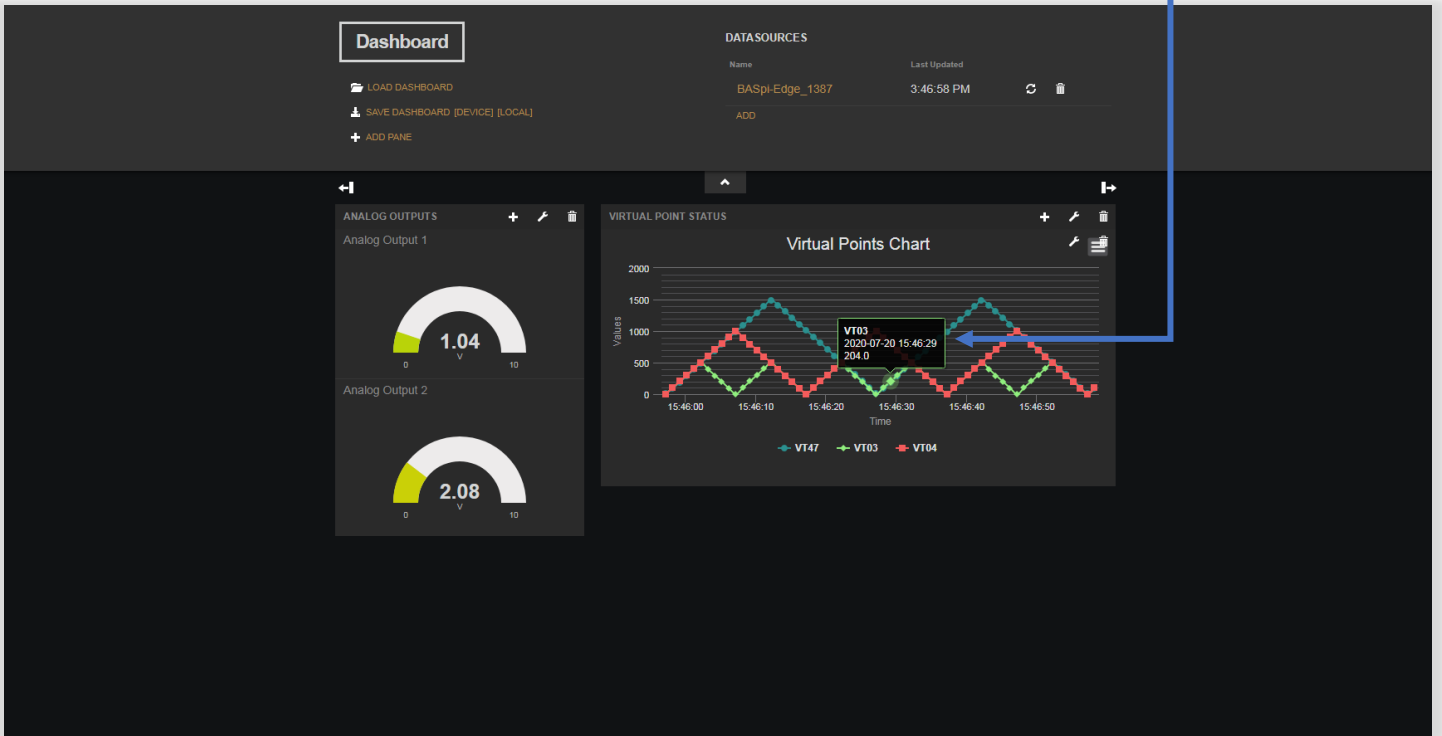 Dashboard
LOAD DASHBOARD
SAVE DASHBOARD [DEVICE] [LOCAL]
ADD PANE
DATASOURCES
Name Last Updated
BASpi-Edge_1387 3:46:58 PM
ADD
ANALOG OUTPUTS
Analog Output 1
1.04
V
0 10
Analog Output 2
2.08
V
0 10
VIRTUAL POINT STATUS
Virtual Points Chart
2000
1500
1000
500
0
Values
VT03
2020-07-20 15:46:29
204.0
15:46:00 15:46:10 15:46:20 15:46:30 15:46:40 15:46:50
Time
VT47 VT03 VT04